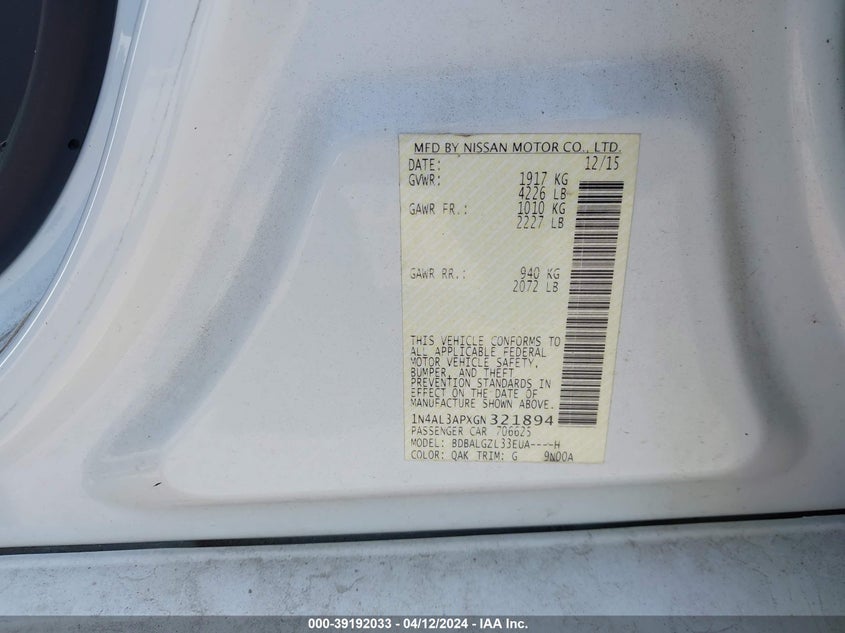 MFD BY NISSAN MOTOR CO., LTD.
DATE: 12/15
GVWR: 1917 KG
4226 LB
GAWR FR.: 1010 KG
2227 LB
GAWR RR.: 940 KG
2072 LB
THIS VEHICLE CONFORMS TO
ALL APPLICABLE FEDERAL
MOTOR VEHICLE SAFETY,
BUMPER, AND THEFT
PREVENTION STANDARDS IN
EFFECT ON THE DATE OF
MANUFACTURE SHOWN ABOVE.
1N4AL3APXGN321894
PASSENGER CAR 706625
MODEL: BDBALGZL33EUA----H
COLOR: QAK TRIM: G 9N00A
000-39192033 - 04/12/2024 - IAA Inc.